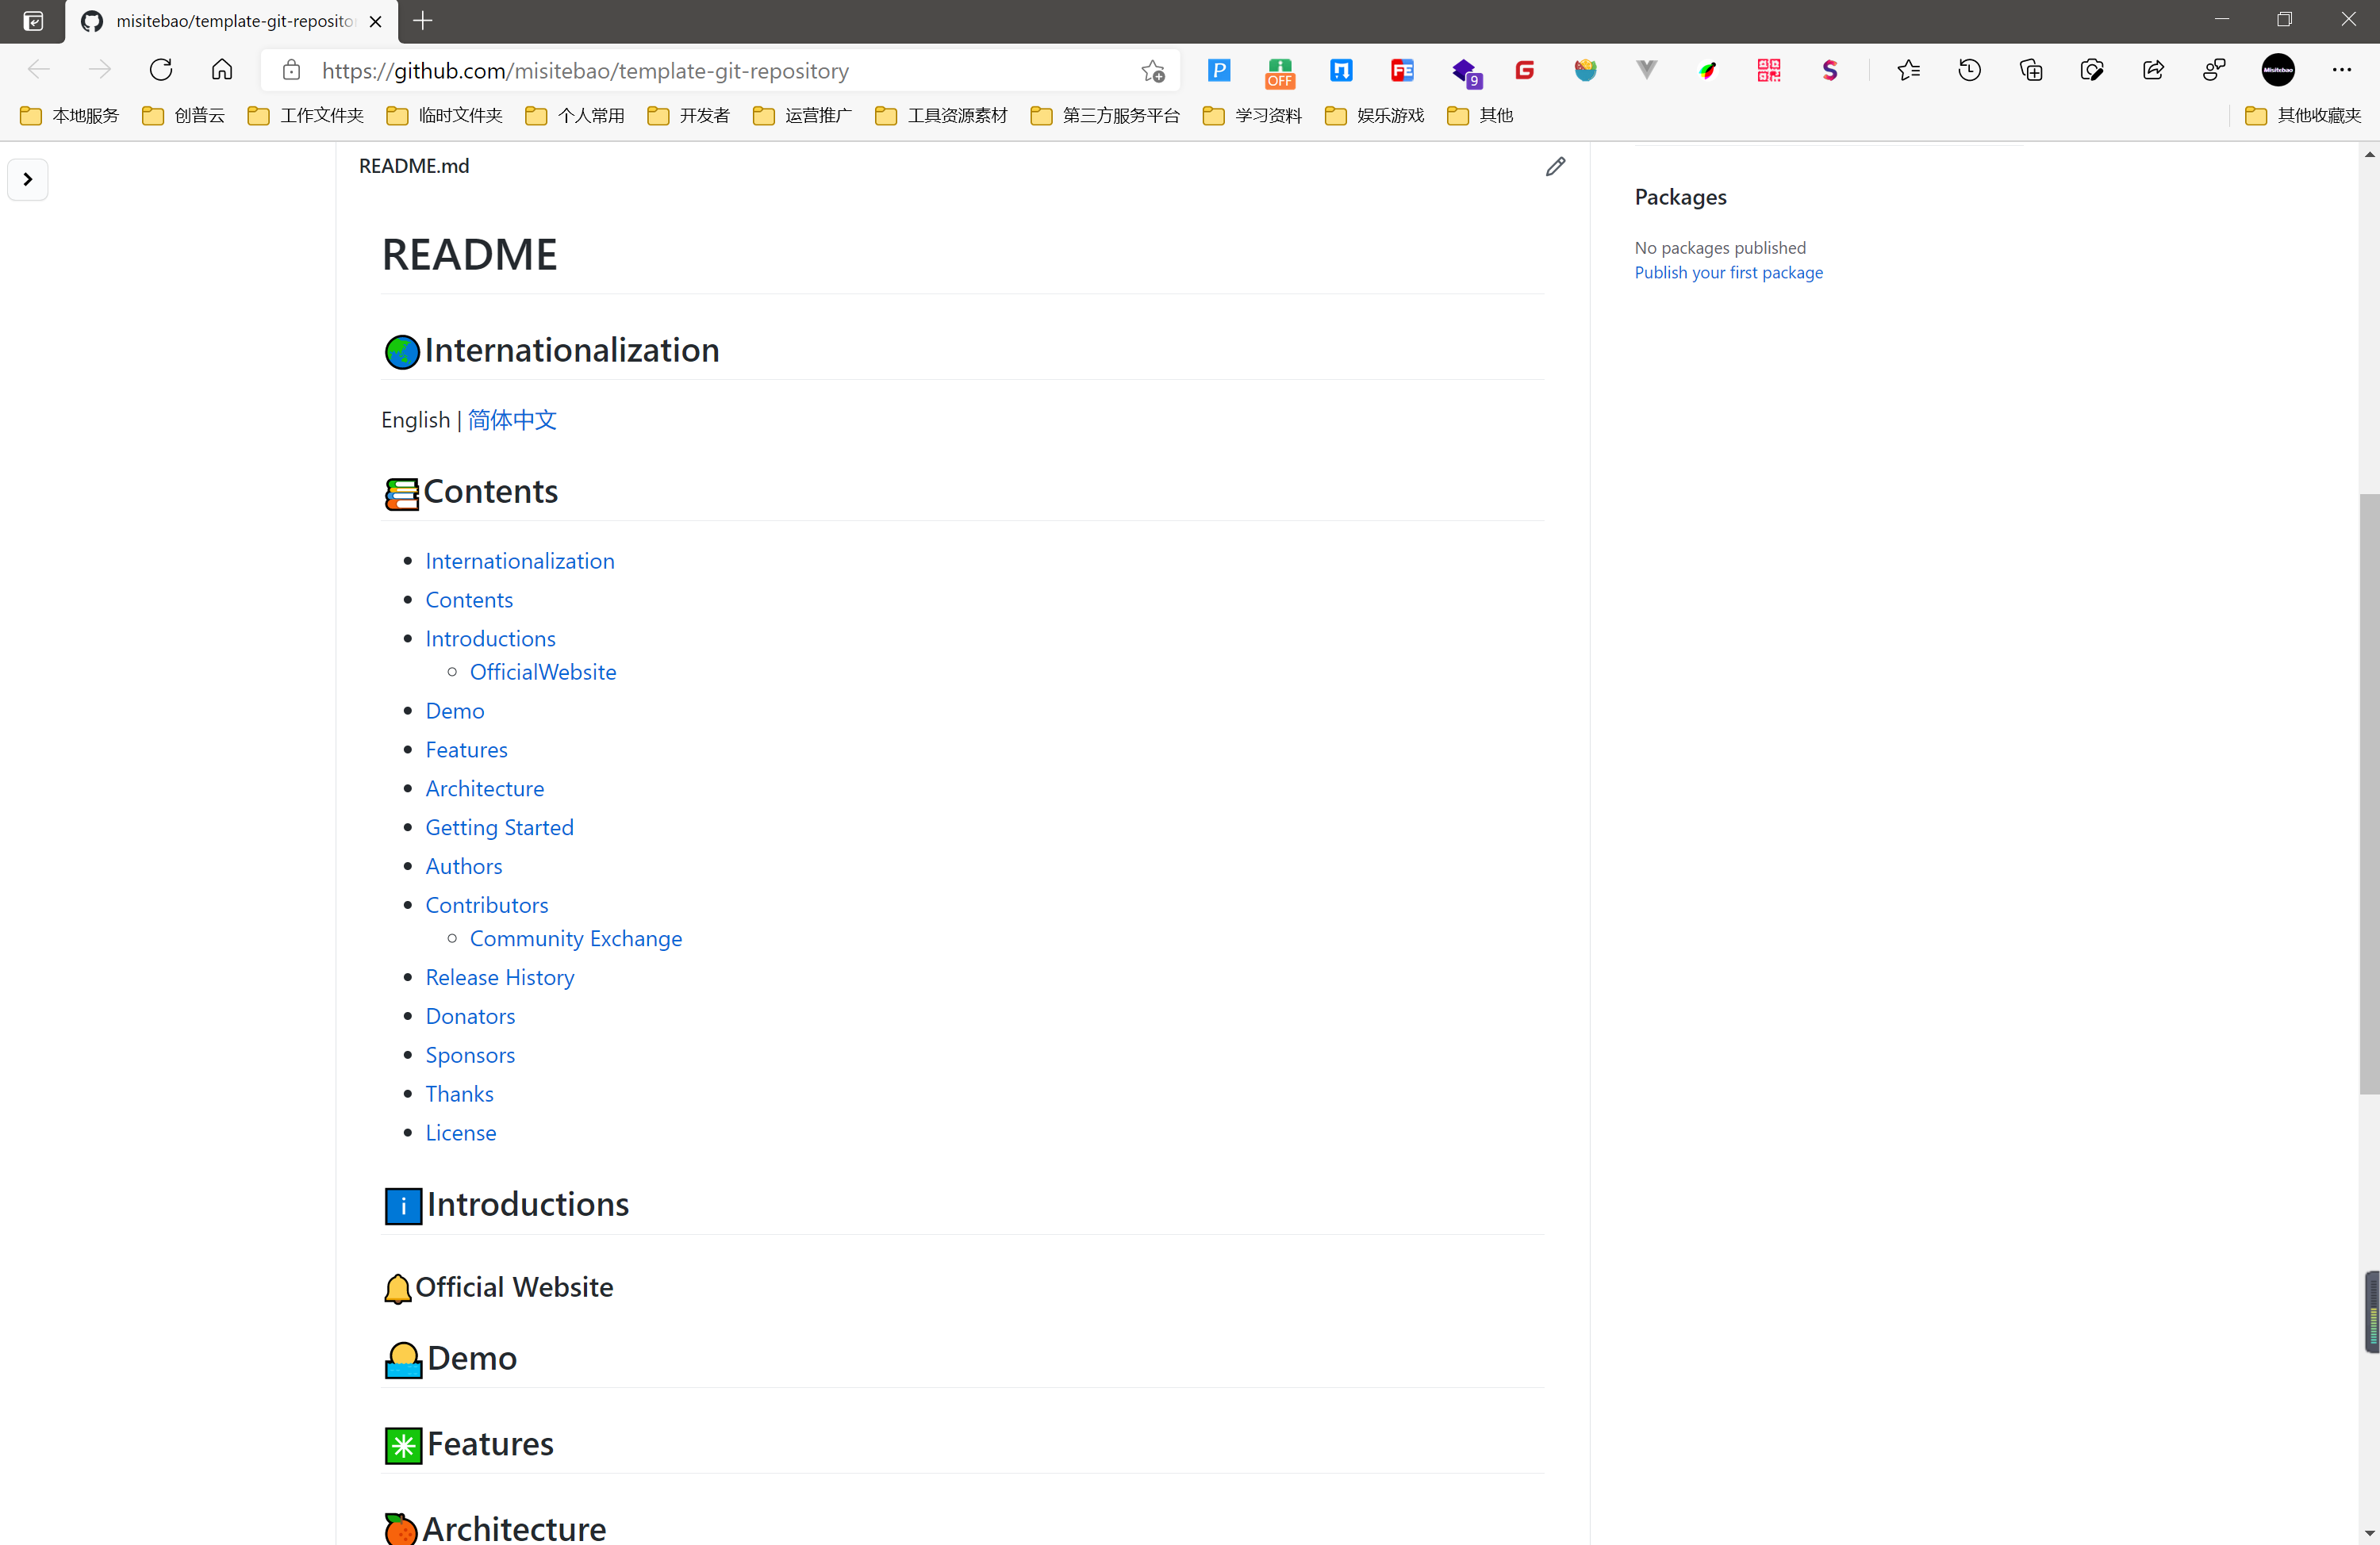 misitebao/template-git-reposito
https://github.com/misitebao/template-git-repository
P
OFF
FE
9
G
S
Misitebao
本地服务
创普云
工作文件夹
临时文件夹
个人常用
开发者
运营推广
工具资源素材
第三方服务平台
学习资料
娱乐游戏
其他
其他收藏夹
README.md
README
Internationalization
English | 简体中文
Contents
Internationalization
Contents
Introductions
OfficialWebsite
Demo
Features
Architecture
Getting Started
Authors
Contributors
Community Exchange
Release History
Donators
Sponsors
Thanks
License
Introductions
Official Website
Demo
Features
Architecture
Packages
No packages published
Publish your first package